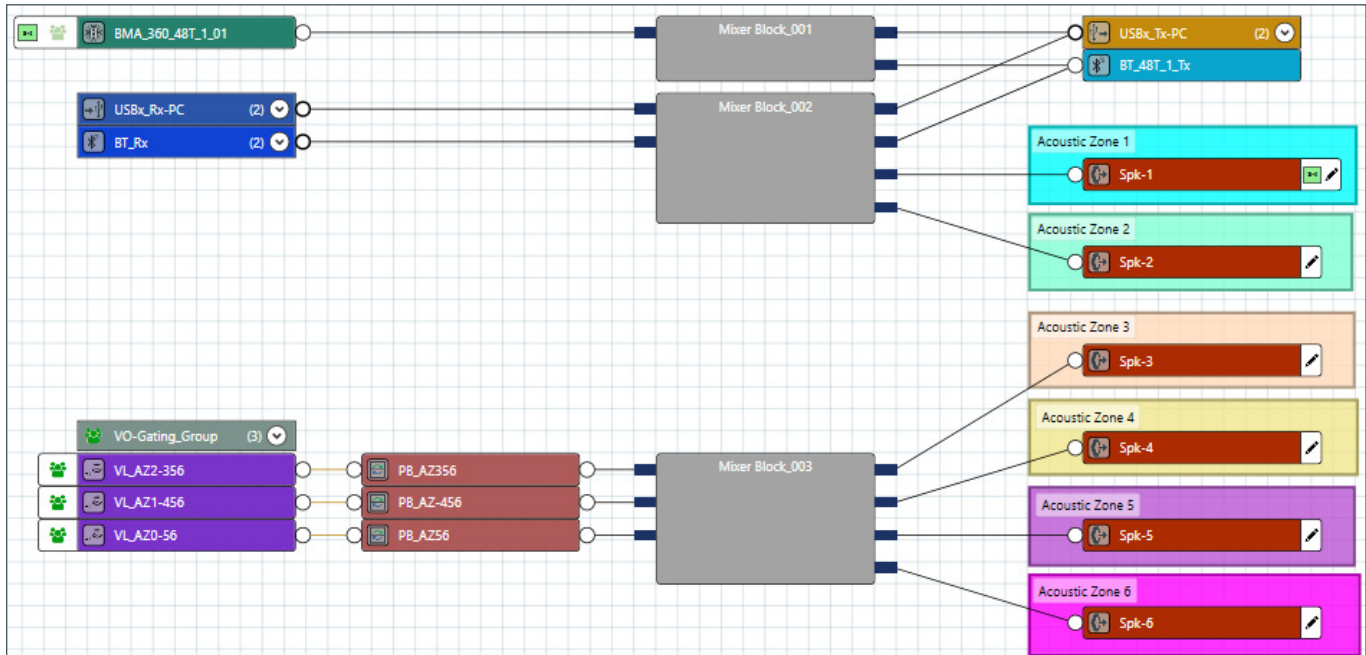 BMA_360_48T_1_01
Mixer Block_001
USBx_Tx-PC (2)
BT_48T_1_Tx
USBx_Rx-PC (2)
BT_Rx (2)
Mixer Block_002
Acoustic Zone 1
Spk-1
Acoustic Zone 2
Spk-2
Acoustic Zone 3
Spk-3
Acoustic Zone 4
Spk-4
VO-Gating_Group (3)
VL_AZ2-356
PB_AZ356
VL_AZ1-456
PB_AZ-456
VL_AZ0-56
PB_AZ56
Mixer Block_003
Acoustic Zone 5
Spk-5
Acoustic Zone 6
Spk-6